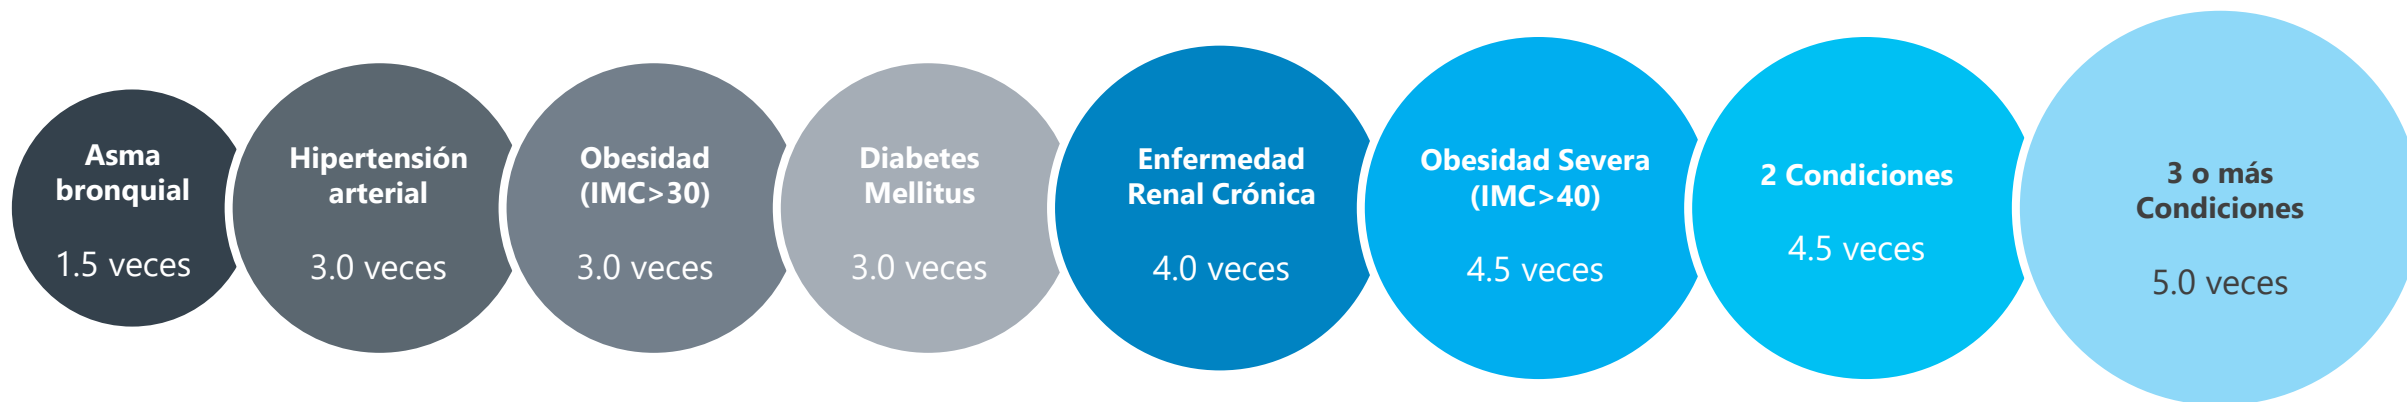 Asma
bronquial
1.5 veces
Hipertensión
arterial
3.0 veces
Obesidad
(IMC>30)
3.0 veces
Diabetes
Mellitus
3.0 veces
Enfermedad
Renal Crónica
4.0 veces
Obesidad Severa
(IMC>40)
4.5 veces
2 Condiciones
4.5 veces
3 o más
Condiciones
5.0 veces